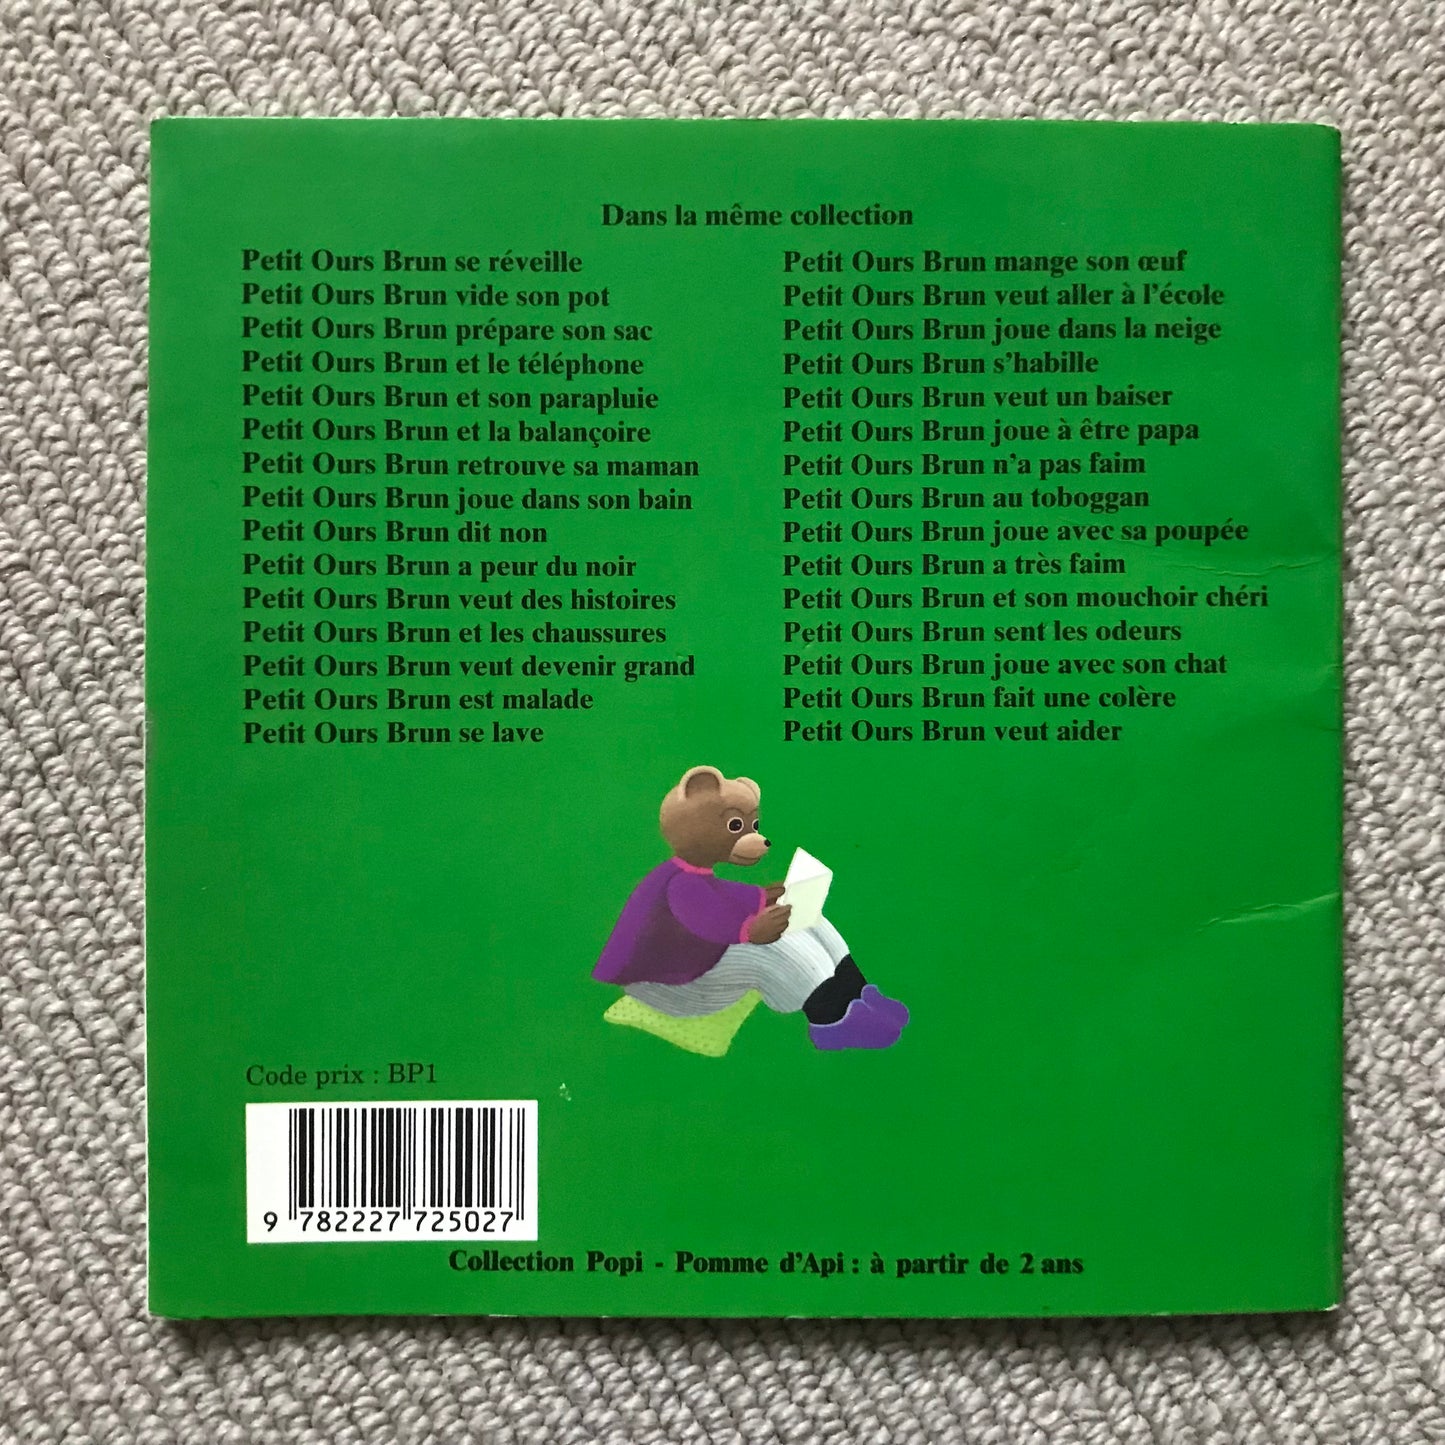 Dans la même collection
Petit Ours Brun se réveille
Petit Ours Brun vide son pot
Petit Ours Brun prépare son sac
Petit Ours Brun et le téléphone
Petit Ours Brun et son parapluie
Petit Ours Brun et la balançoire
Petit Ours Brun retrouve sa maman
Petit Ours Brun joue dans son bain
Petit Ours Brun dit non
Petit Ours Brun a peur du noir
Petit Ours Brun veut des histoires
Petit Ours Brun et les chaussures
Petit Ours Brun veut devenir grand
Petit Ours Brun est malade
Petit Ours Brun se lave
Petit Ours Brun mange son œuf
Petit Ours Brun veut aller à l'école
Petit Ours Brun joue dans la neige
Petit Ours Brun s'habille
Petit Ours Brun veut un baiser
Petit Ours Brun joue à être papa
Petit Ours Brun n'a pas faim
Petit Ours Brun au toboggan
Petit Ours Brun joue avec sa poupée
Petit Ours Brun a très faim
Petit Ours Brun et son mouchoir chéri
Petit Ours Brun sent les odeurs
Petit Ours Brun joue avec son chat
Petit Ours Brun fait une colère
Petit Ours Brun veut aider
Code prix : BP1
9 782227 725027
Collection Popi - Pomme d'Api : à partir de 2 ans